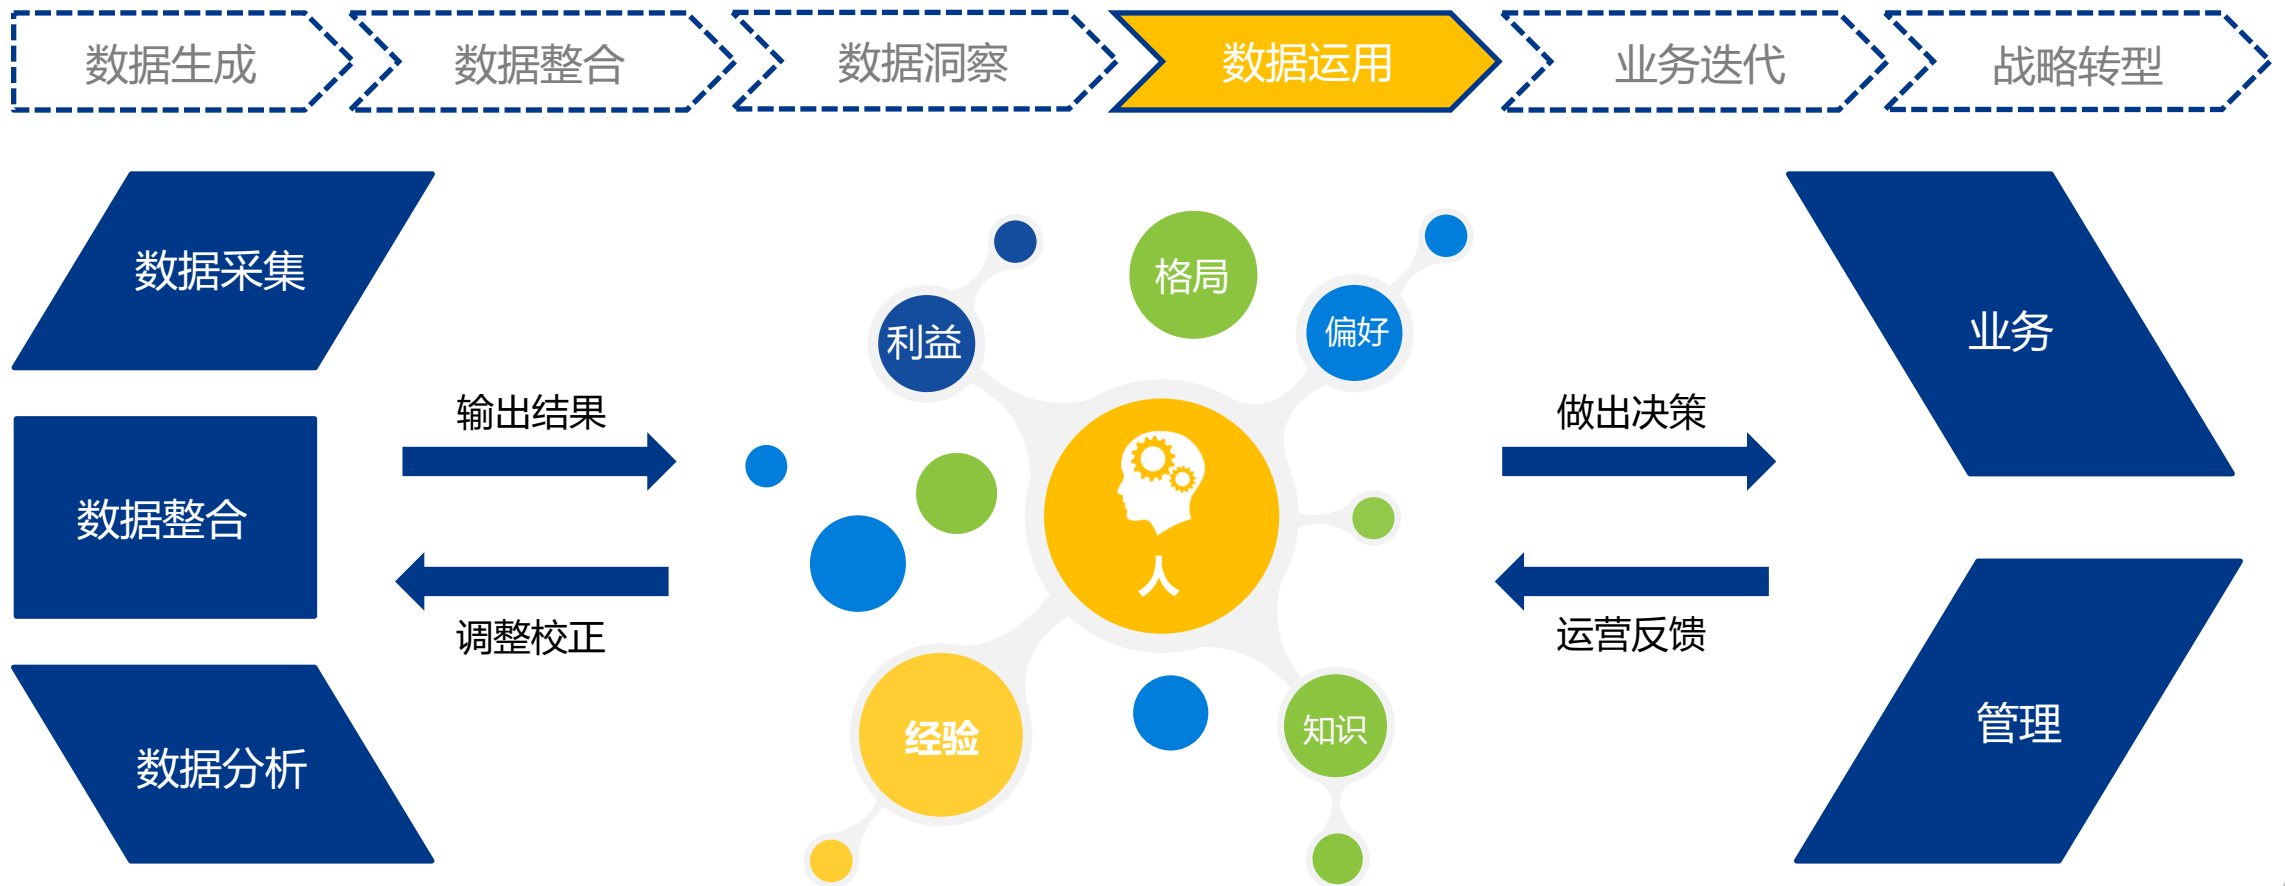 数据生成
数据整合
数据洞察
数据运用
业务迭代
战略转型
数据采集
数据整合
数据分析
输出结果
调整校正
利益
格局
偏好
人
经验
知识
做出决策
运营反馈
业务
管理